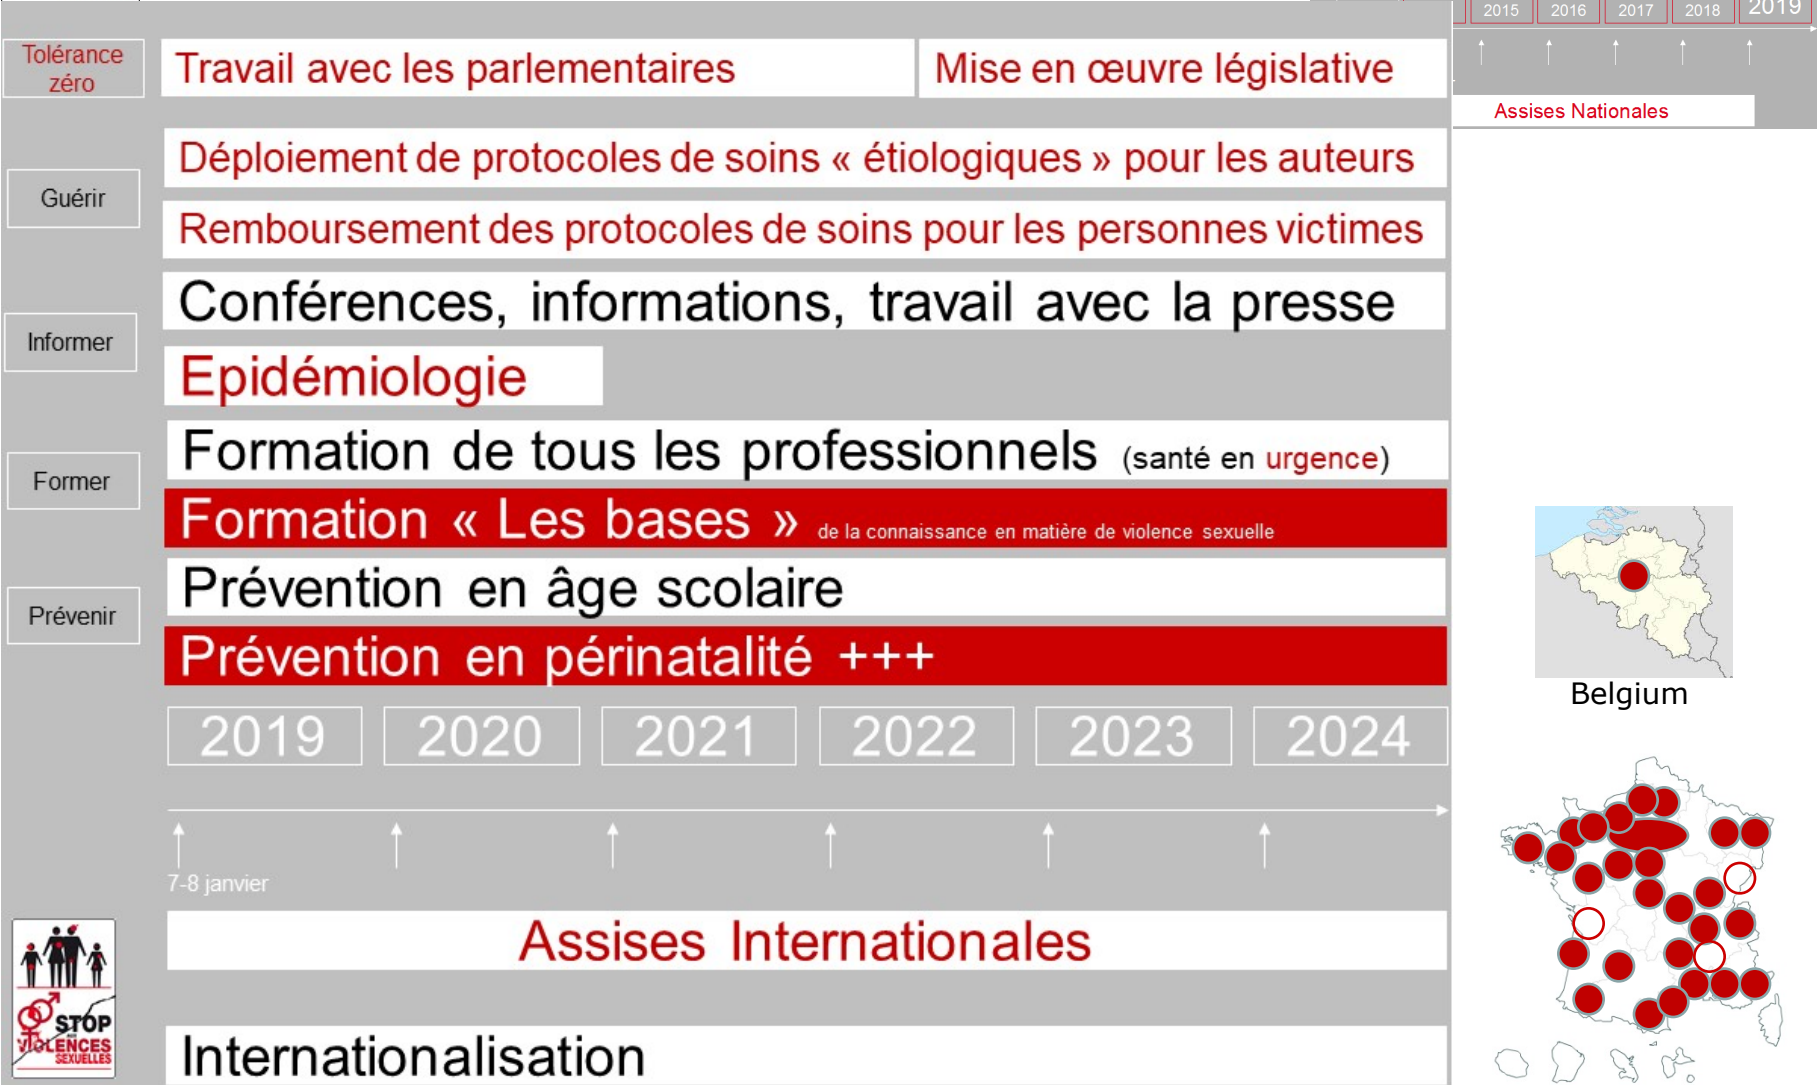 2015 2016 2017 2018 2019
Assises Nationales
Tolérance
zéro
Travail avec les parlementaires
Mise en œuvre législative
Guérir
Déploiement de protocoles de soins « étiologiques » pour les auteurs
Remboursement des protocoles de soins pour les personnes victimes
Informer
Conférences, informations, travail avec la presse
Epidémiologie
Former
Formation de tous les professionnels (santé en urgence)
Formation « Les bases » de la connaissance en matière de violence sexuelle
Prévenir
Prévention en âge scolaire
Prévention en périnatalité +++
2019 2020 2021 2022 2023 2024
7-8 janvier
Assises Internationales
Internationalisation
STOP
VIOLENCES
SEXUELLES
Belgium